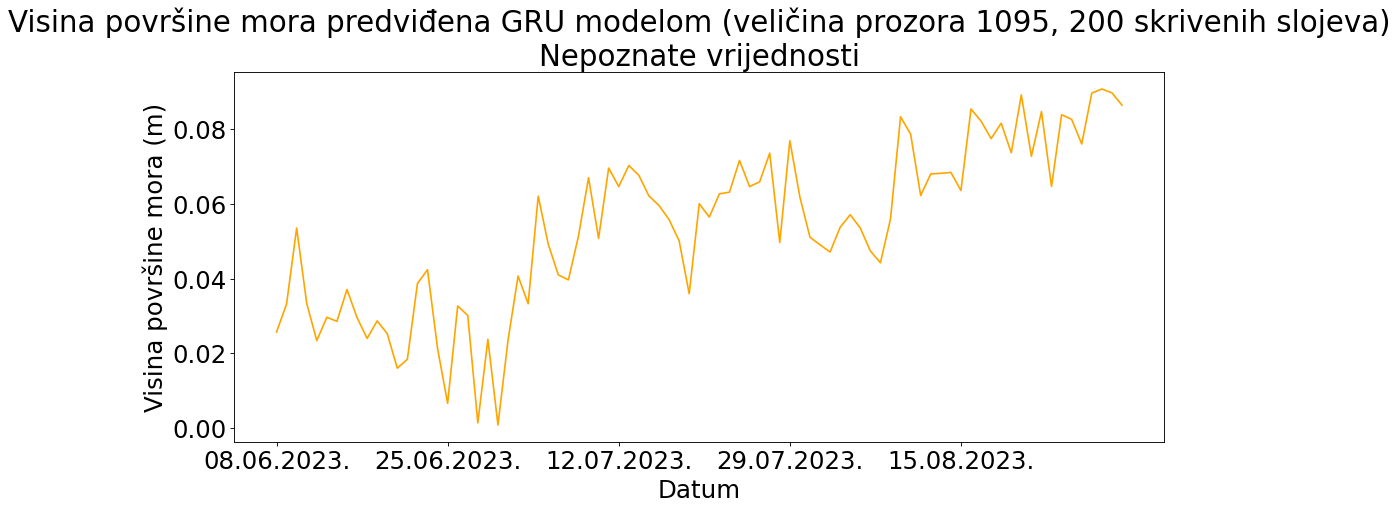 Visina površine mora predviđena GRU modelom (veličina prozora 1095, 200 skrivenih slojeva)
Nepoznate vrijednosti
Visina površine mora (m)
0.08
0.06
0.04
0.02
0.00
08.06.2023. 25.06.2023. 12.07.2023. 29.07.2023. 15.08.2023.
Datum